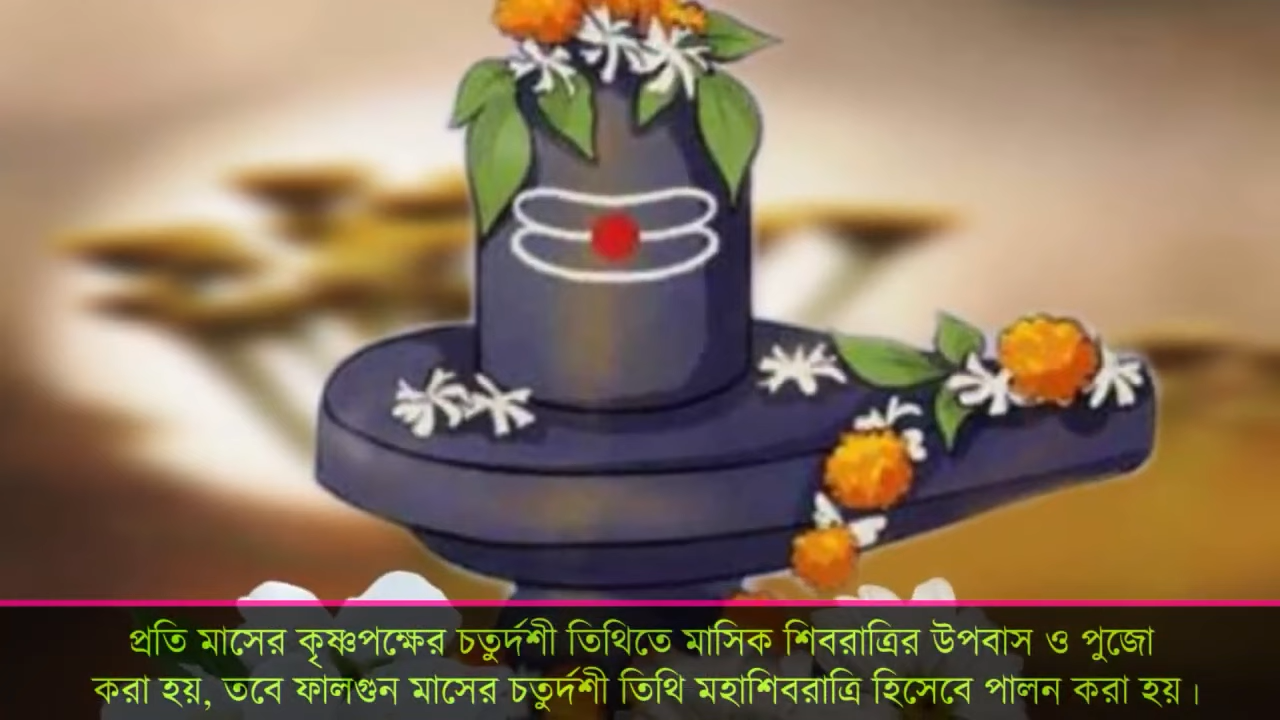 প্রতি মাসের কৃষ্ণপক্ষের চতুর্দশী তিথিতে মাসিক শিবরাত্রির উপবাস ও পুজো
করা হয়, তবে ফালগুন মাসের চতুর্দশী তিথি মহাশিবরাত্রি হিসেবে পালন করা হয়।